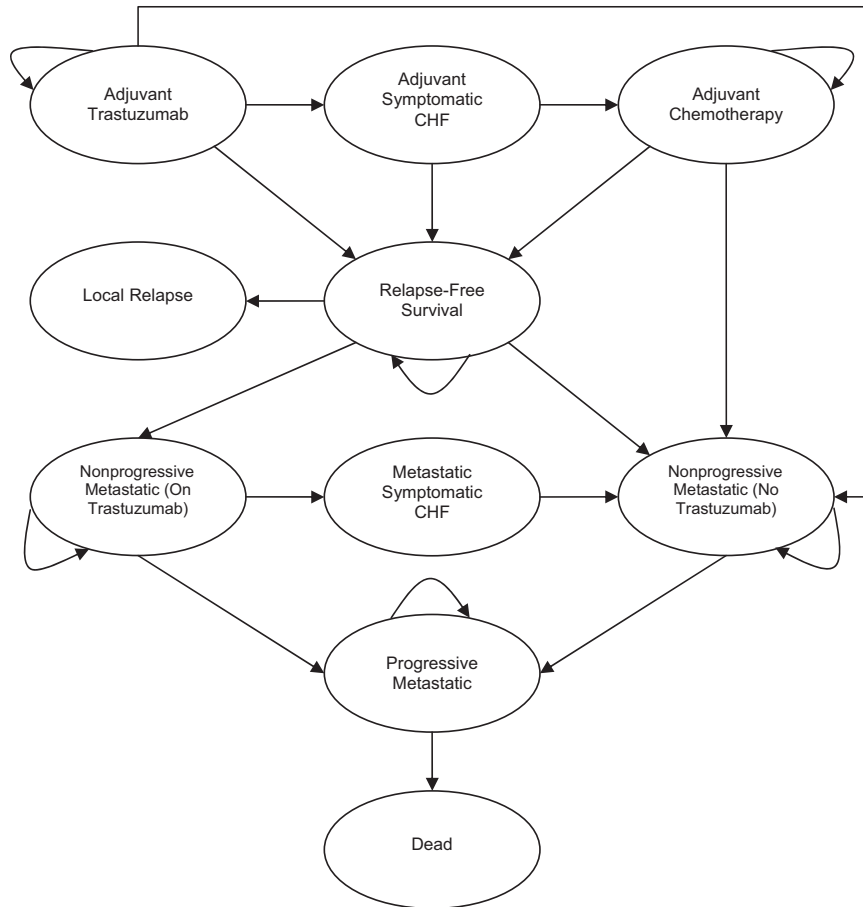 Adjuvant
Trastuzumab
Adjuvant
Symptomatic
CHF
Adjuvant
Chemotherapy
Local Relapse
Relapse-Free
Survival
Nonprogressive
Metastatic (On
Trastuzumab)
Metastatic
Symptomatic
CHF
Nonprogressive
Metastatic (No
Trastuzumab)
Progressive
Metastatic
Dead